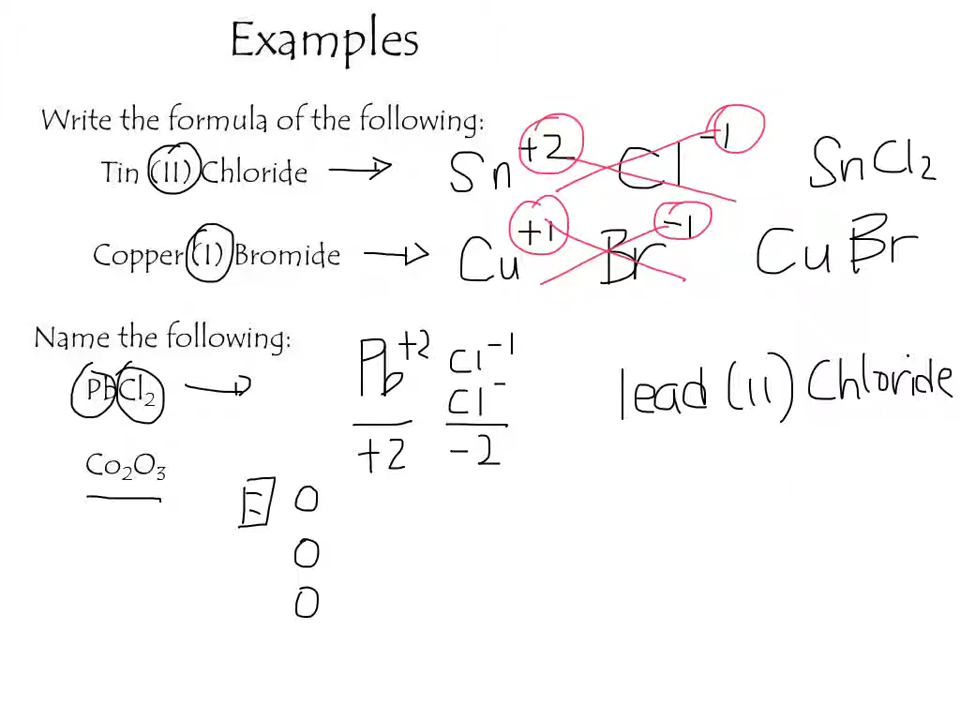 Examples
Write the formula of the following:
Tin (II) Chloride → Sn+2 Cl-1 SnCl2
Copper (I) Bromide → Cu+1 Br-1 CuBr
Name the following:
PbCl2 → Pb+2 Cl-1 lead (II) Chloride
Cl-
+2 -2
Co2O3
E O
O
O